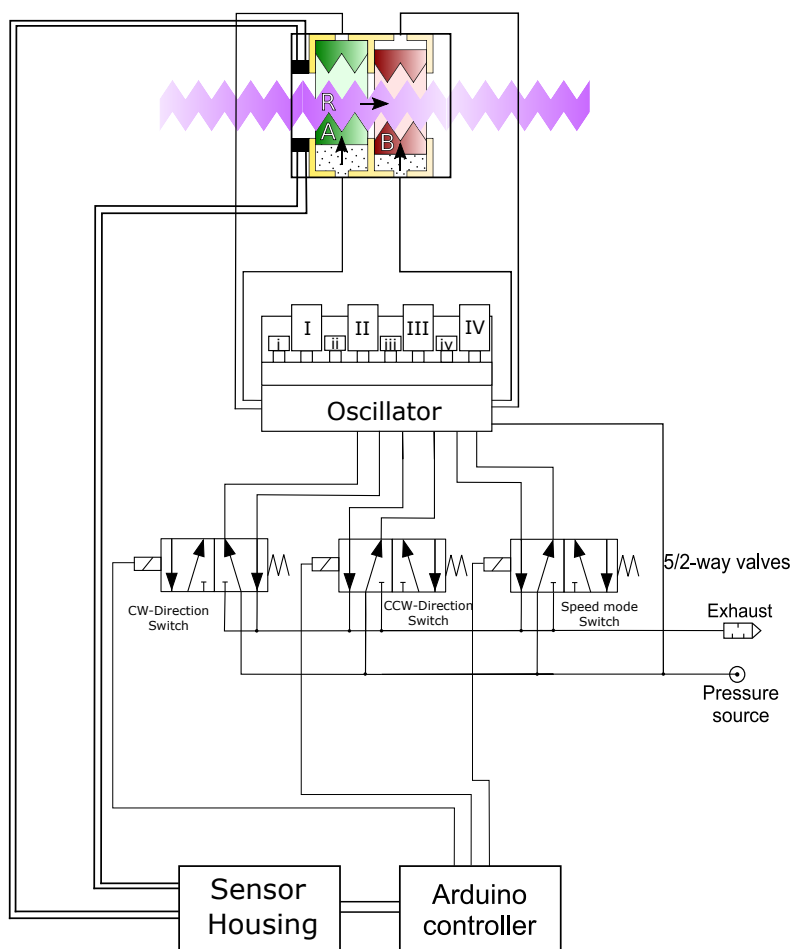 R
A
B
I
II
III
IV
i
ii
iii
iv
Oscillator
5/2-way valves
CW-Direction
Switch
CCW-Direction
Switch
Speed mode
Switch
Exhaust
Pressure
source
Sensor
Housing
Arduino
controller